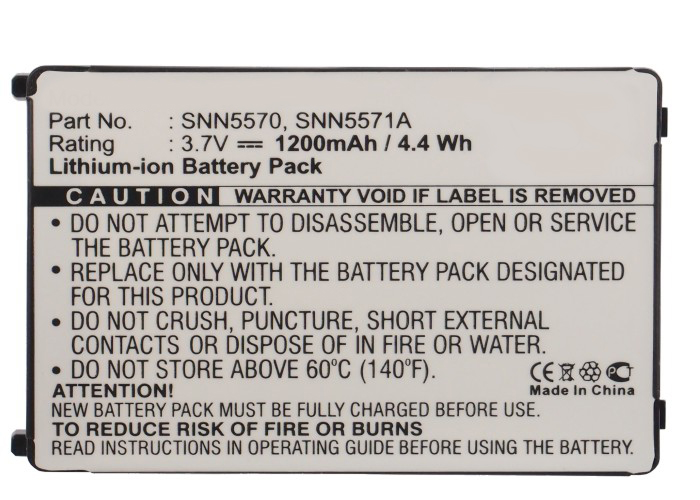 Part No. : SNN5570, SNN5571A
Rating : 3.7V ⎓ 1200mAh / 4.4 Wh
Lithium-ion Battery Pack
CAUTION WARRANTY VOID IF LABEL IS REMOVED
• DO NOT ATTEMPT TO DISASSEMBLE, OPEN OR SERVICE
THE BATTERY PACK.
• REPLACE ONLY WITH THE BATTERY PACK DESIGNATED
FOR THIS PRODUCT.
• DO NOT CRUSH, PUNCTURE, SHORT EXTERNAL
CONTACTS OR DISPOSE OF IN FIRE OR WATER.
• DO NOT STORE ABOVE 60°C (140°F).
CE
Made In China
ATTENTION!
NEW BATTERY PACK MUST BE FULLY CHARGED BEFORE USE.
TO REDUCE RISK OF FIRE OR BURNS
READ INSTRUCTIONS IN OPERATING GUIDE BEFORE BATTERY USE.